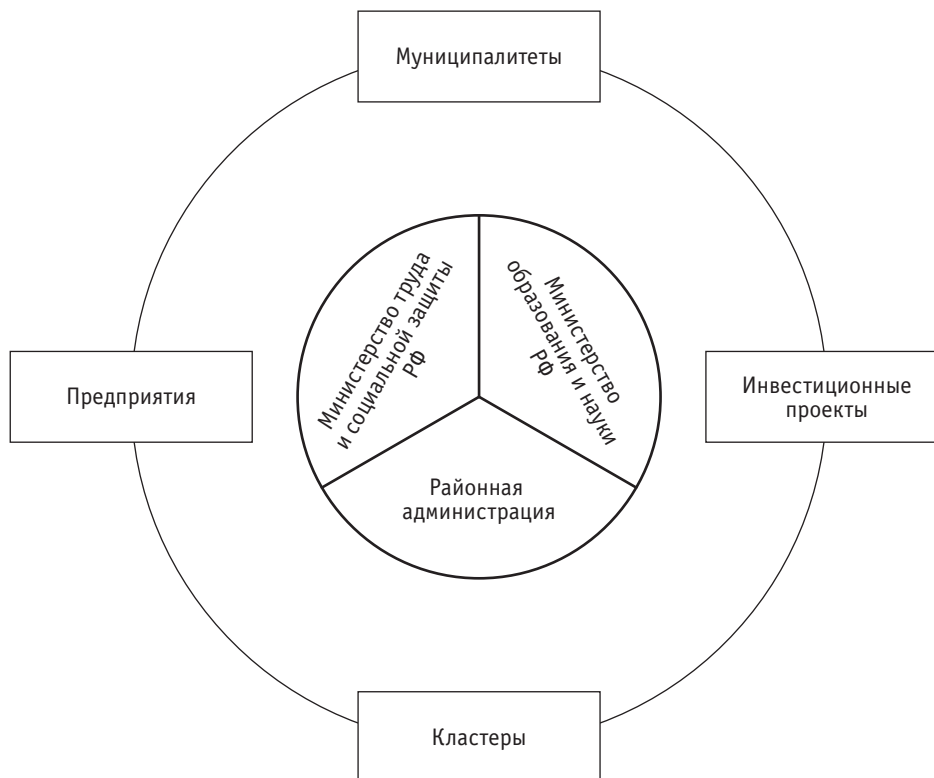 Муниципалитеты
Министерство труда
и социальной защиты
РФ
Министерство
образования и науки
РФ
Предприятия
Инвестиционные
проекты
Районная
администрация
Кластеры